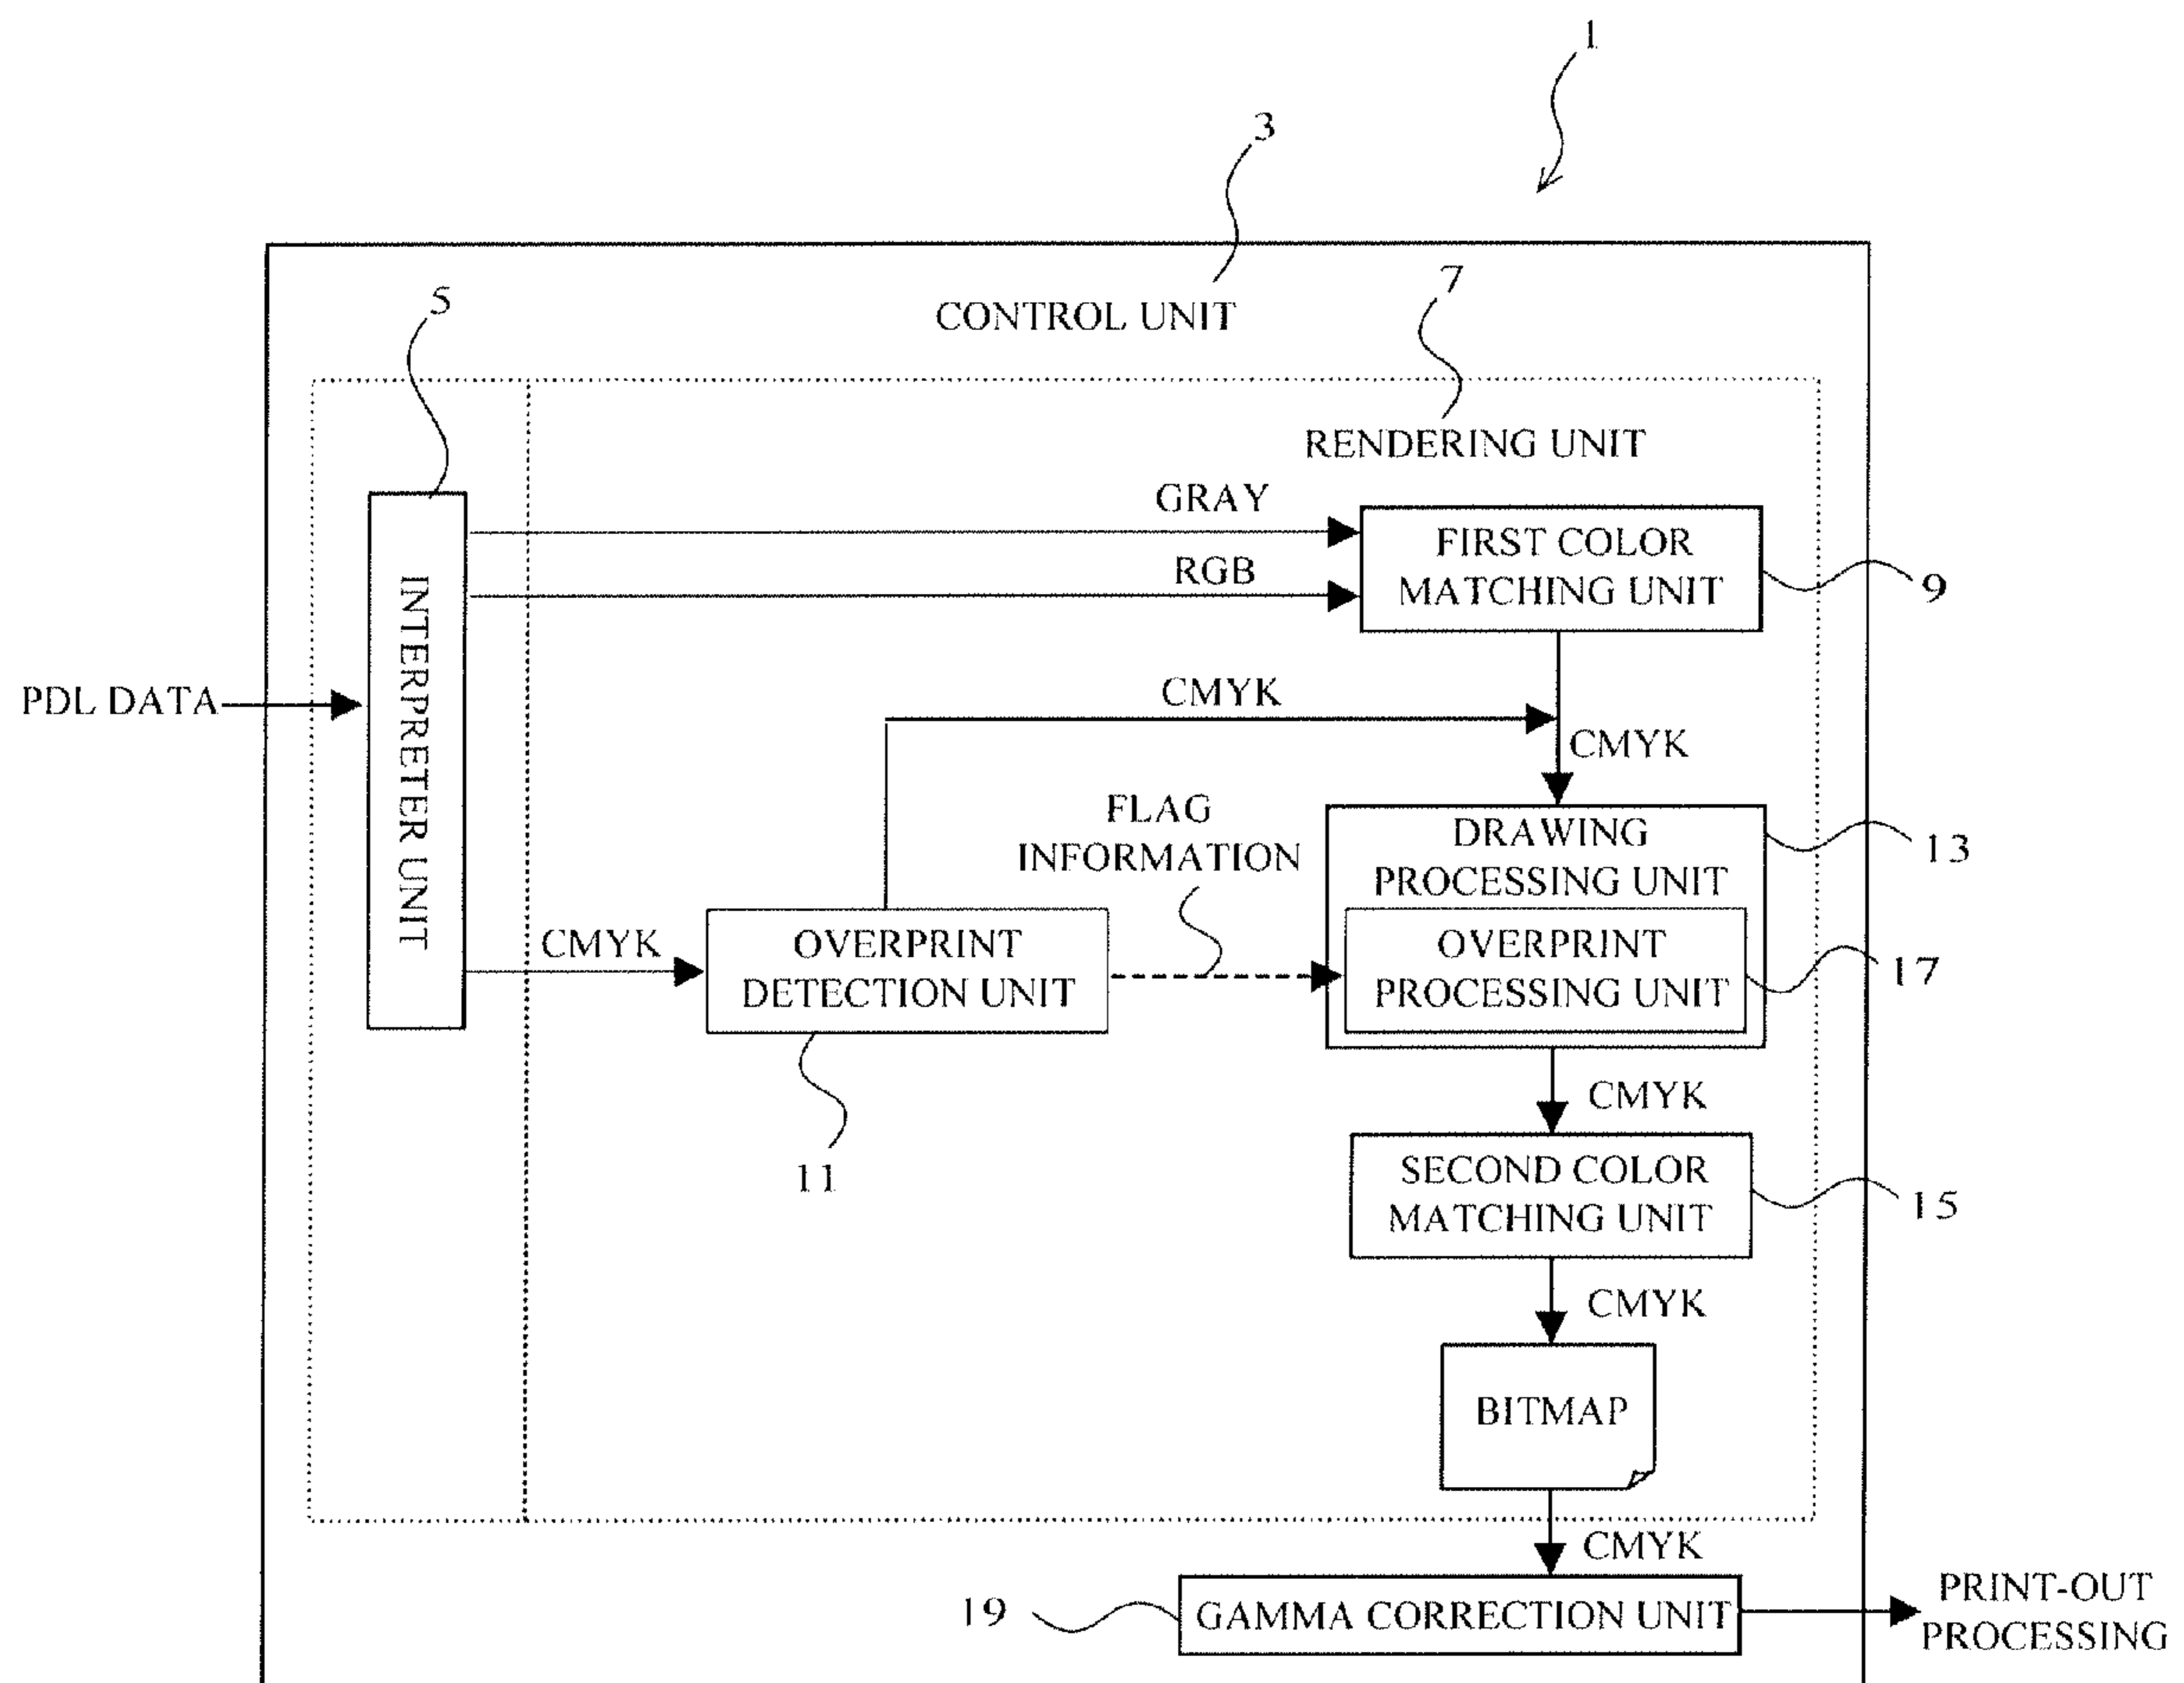 1
3
CONTROL UNIT
7
5
RENDERING UNIT
GRAY
RGB
FIRST COLOR
MATCHING UNIT
9
INTERPRETER UNIT
PDL DATA
CMYK
CMYK
FLAG
INFORMATION
DRAWING
PROCESSING UNIT
13
CMYK
OVERPRINT
DETECTION UNIT
OVERPRINT
PROCESSING UNIT
17
11
CMYK
SECOND COLOR
MATCHING UNIT
15
CMYK
BITMAP
CMYK
19
GAMMA CORRECTION UNIT
PRINT-OUT
PROCESSING